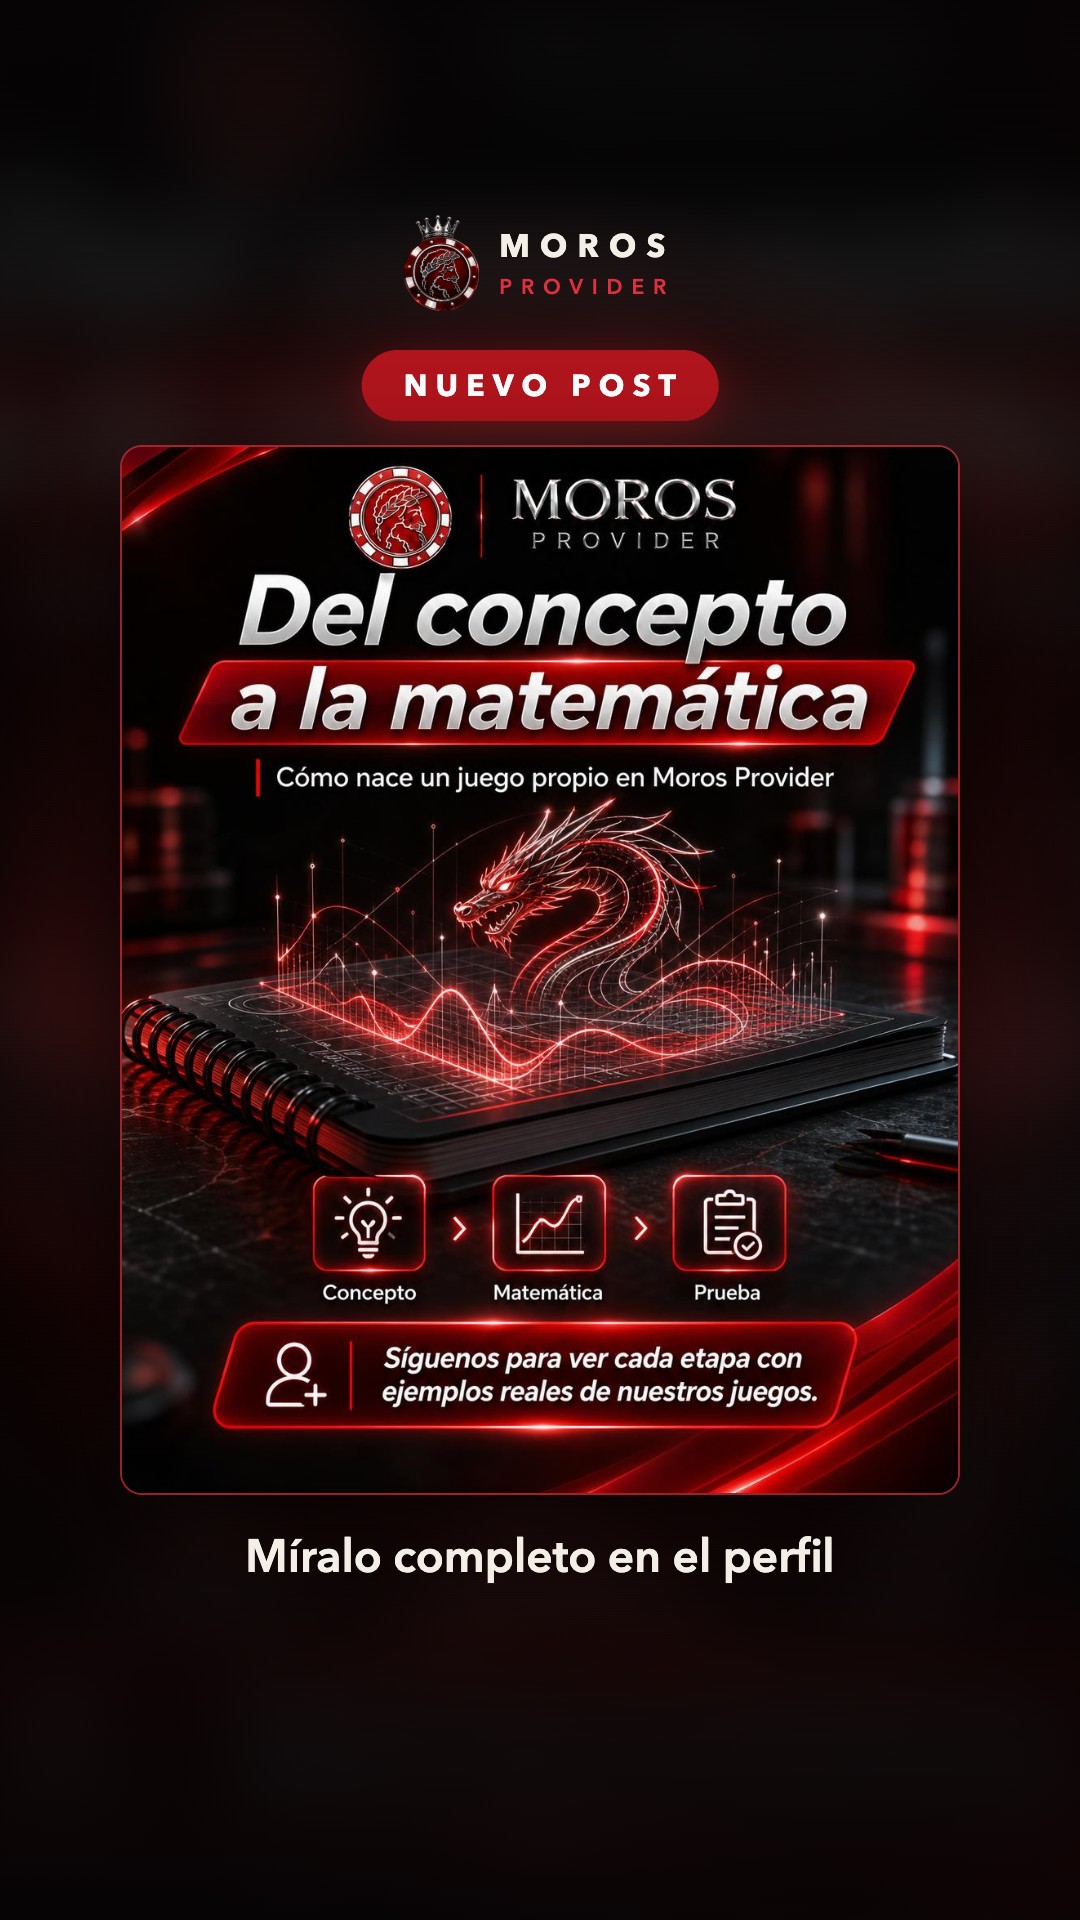 MOROS
PROVIDER
NUEVO POST
MOROS
PROVIDER
Del concepto
a la matemática
Cómo nace un juego propio en Moros Provider
Concepto
Matemática
Prueba
Síguenos para ver cada etapa con
ejemplos reales de nuestros juegos.
Míralo completo en el perfil